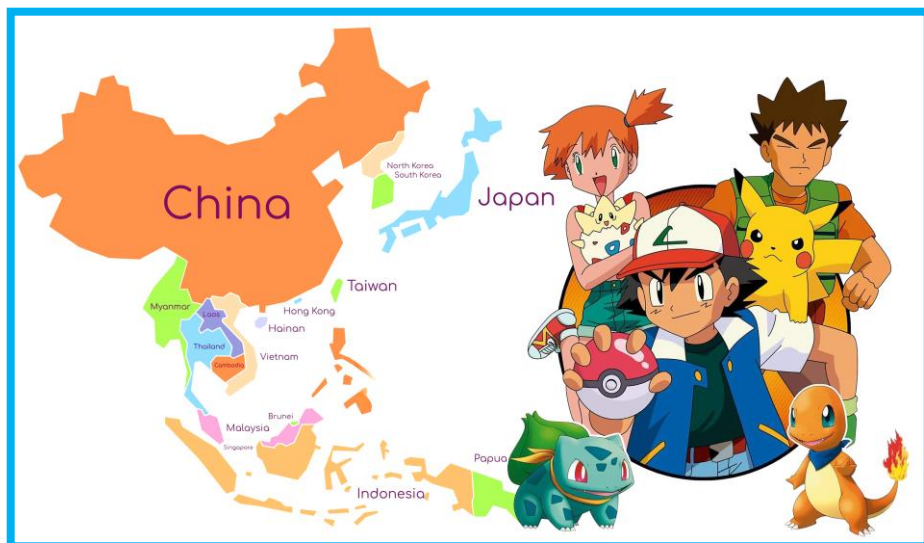 North Korea
South Korea
China
Japan
Taiwan
Myanmar
Hong Kong
Laos
Hainan
Thailand
Vietnam
Cambodia
Brunei
Malaysia
Singapore
Papua
Indonesia